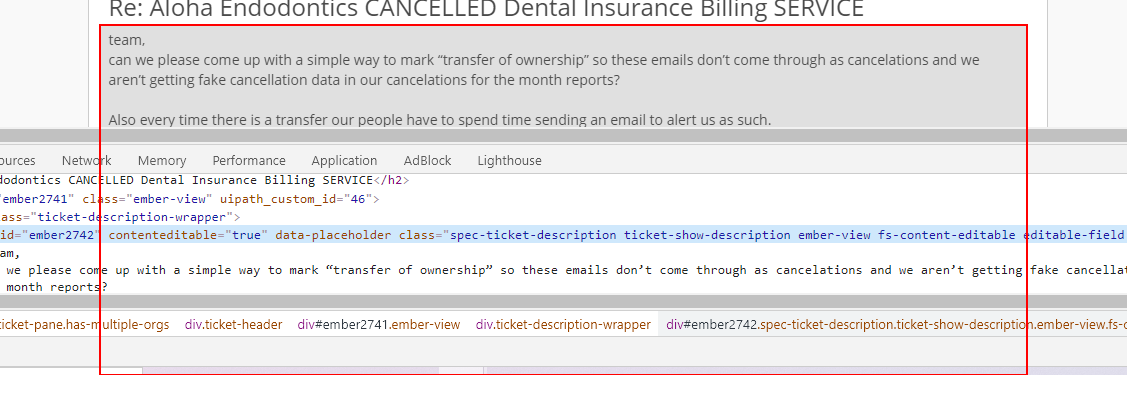 Re: Aloha Endodontics CANCELLED Dental Insurance Billing SERVICE
team,
can we please come up with a simple way to mark “transfer of ownership” so these emails don’t come through as cancelations and we
aren’t getting fake cancellation data in our cancelations for the month reports?
Also every time there is a transfer our people have to spend time sending an email to alert us as such.
ources Network Memory Performance Application AdBlock Lighthouse
dodontics CANCELLED Dental Insurance Billing SERVICE</h2>
"ember2741" class="ember-view" uipath_custom_id="46">
ass="ticket-description-wrapper">
id="ember2742" contenteditable="true" data-placeholder class="spec-ticket-description ticket-show-description ember-view fs-content-editable editable-field
am,
we please come up with a simple way to mark “transfer of ownership” so these emails don’t come through as cancelations and we aren’t getting fake cancellat
month reports?
icket-pane.has-multiple-orgs div.ticket-header div#ember2741.ember-view div.ticket-description-wrapper div#ember2742.spec-ticket-description.ticket-show-description.ember-view.fs-c